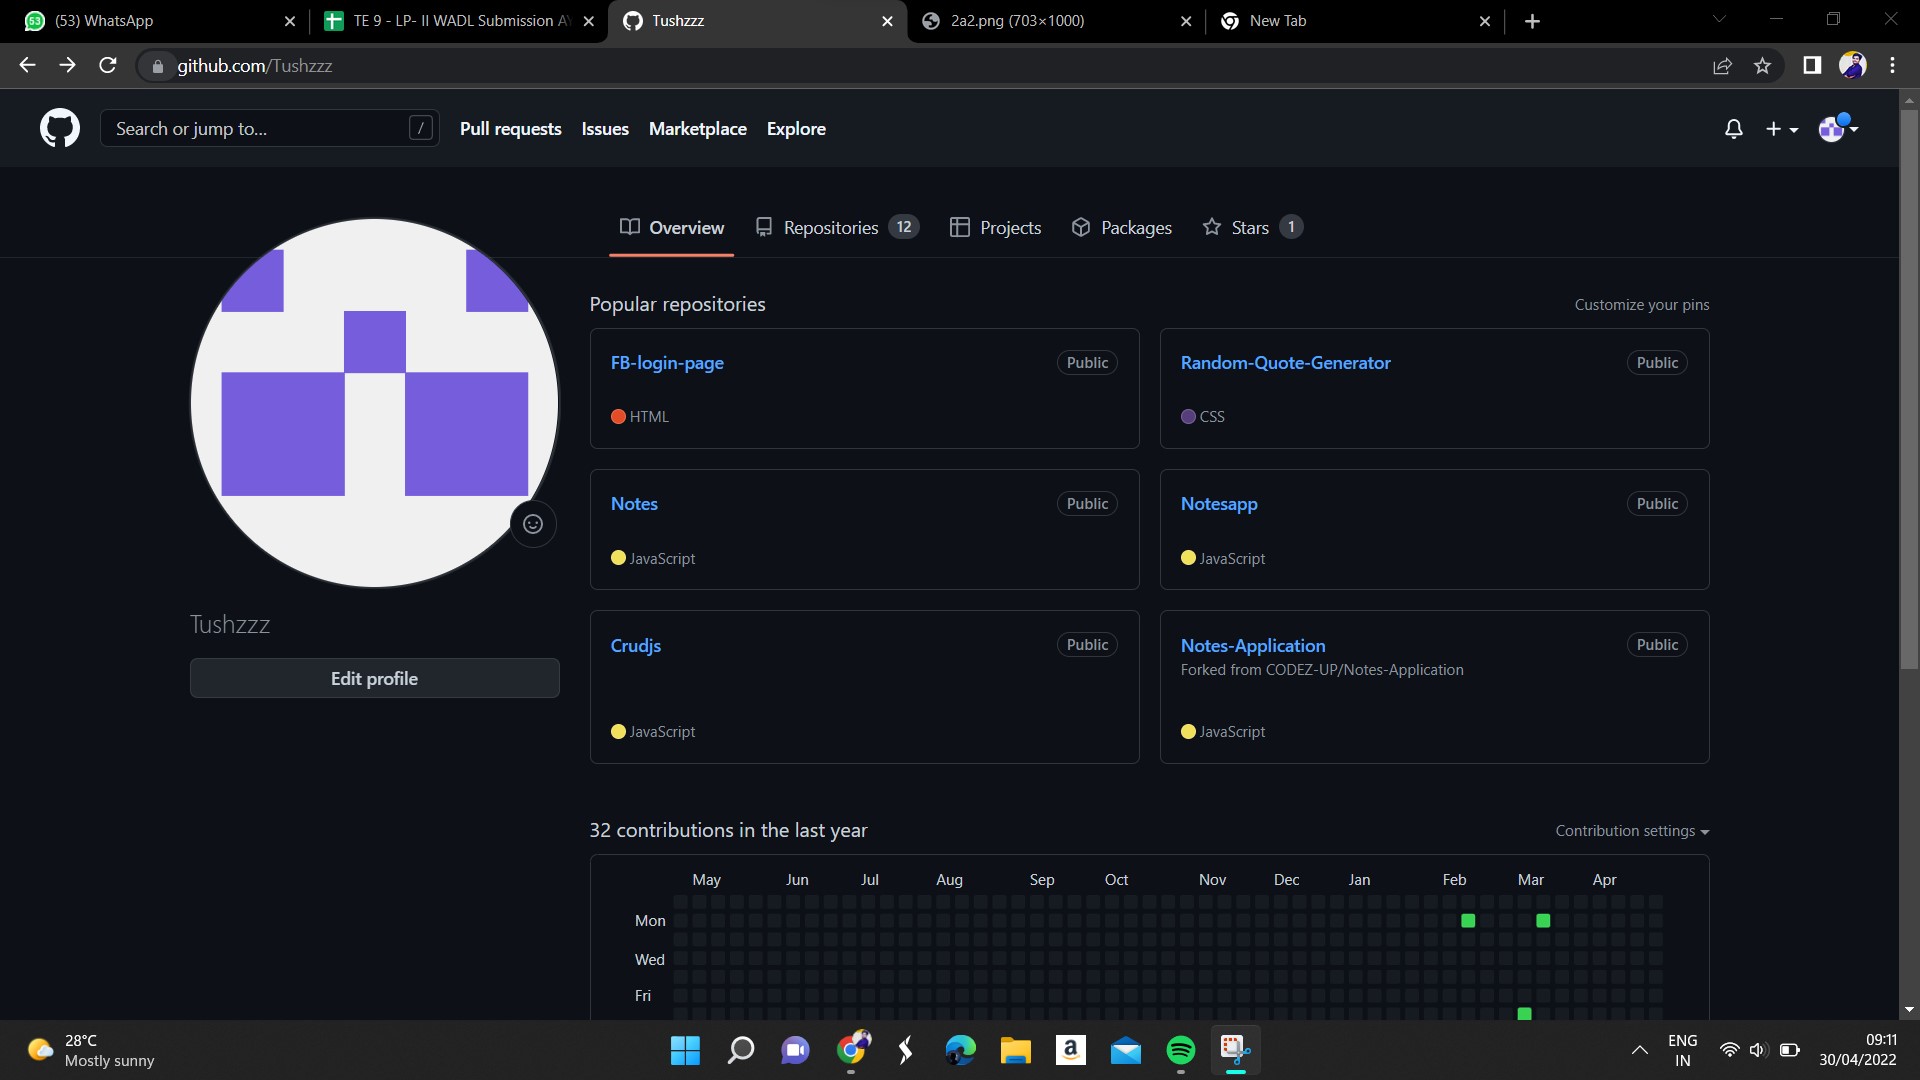 53 (53) WhatsApp
TE 9 - LP- II WADL Submission AY
Tushzzz
2a2.png (703×1000)
New Tab
github.com/Tushzzz
Search or jump to... /
Pull requests
Issues
Marketplace
Explore
Overview
Repositories 12
Projects
Packages
Stars 1
Tushzzz
Edit profile
Popular repositories
Customize your pins
FB-login-page Public
HTML
Random-Quote-Generator Public
CSS
Notes Public
JavaScript
Notesapp Public
JavaScript
Crudjs Public
JavaScript
Notes-Application Public
Forked from CODEZ-UP/Notes-Application
JavaScript
32 contributions in the last year
Contribution settings
May Jun Jul Aug Sep Oct Nov Dec Jan Feb Mar Apr
Mon
Wed
Fri
28°C
Mostly sunny
a
ENG
IN
09:11
30/04/2022